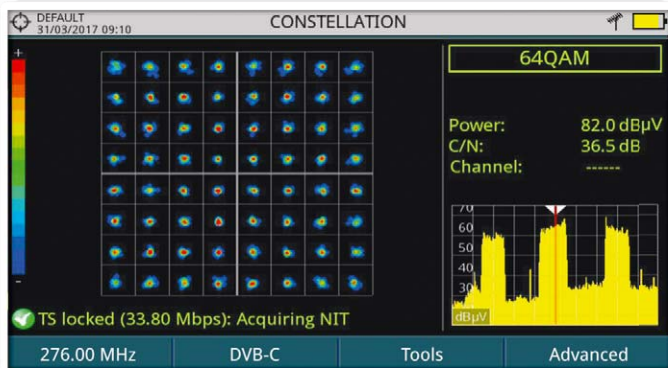 DEFAULT
31/03/2017 09:10
CONSTELLATION
+
-
64QAM
Power: 82.0 dBµV
C/N: 36.5 dB
Channel: ------
70
60
50
40
30
dBµV
TS locked (33.80 Mbps): Acquiring NIT
276.00 MHz DVB-C Tools Advanced